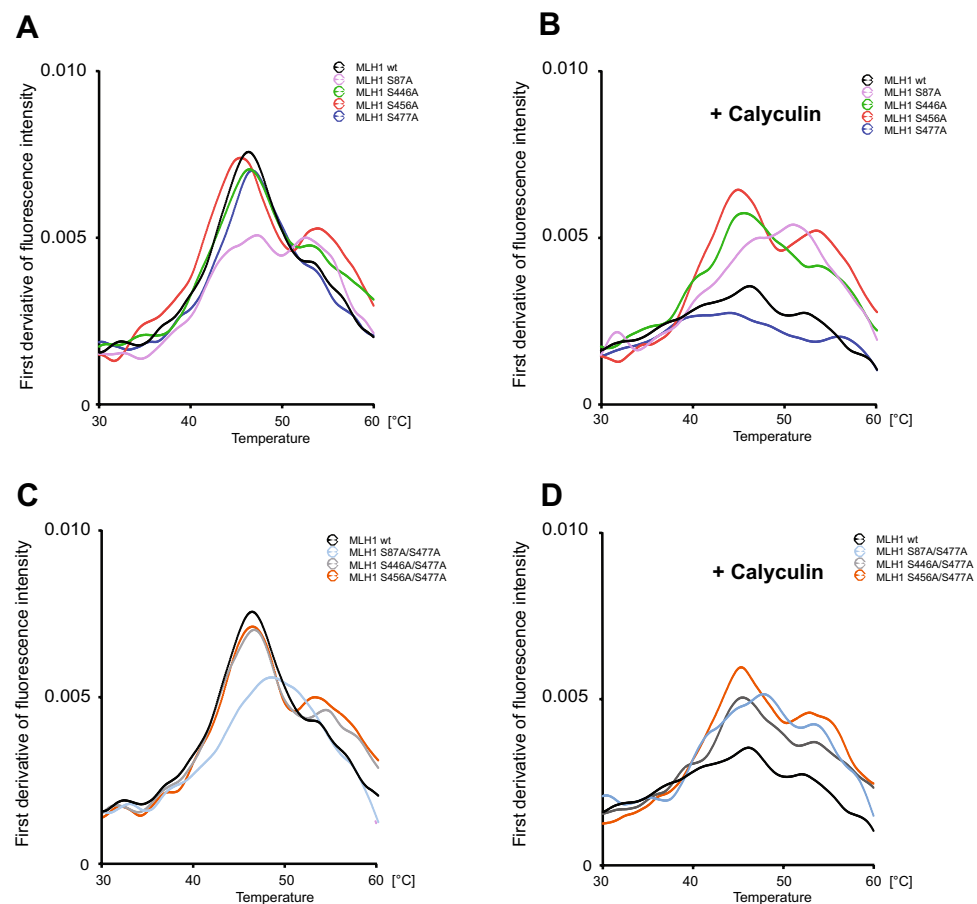 A
First derviative of fluorescence intensity
0.010
0.005
0
MLH1 wt
MLH1 S87A
MLH1 S446A
MLH1 S456A
MLH1 S477A
30 40 50 60 [°C]
Temperature
B
First derivative of fluorescence intensity
0.010
0.005
0
+ Calyculin
MLH1 wt
MLH1 S87A
MLH1 S446A
MLH1 S456A
MLH1 S477A
30 40 50 60 [°C]
Temperature
C
First derivative of fluorescence intensity
0.010
0.005
0
MLH1 wt
MLH1 S87A/S477A
MLH1 S446A/S477A
MLH1 S456A/S477A
30 40 50 60 [°C]
Temperature
D
First derivative of fluorescence intensity
0.010
0.005
0
+ Calyculin
MLH1 wt
MLH1 S87A/S477A
MLH1 S446A/S477A
MLH1 S456A/S477A
30 40 50 60 [°C]
Temperature